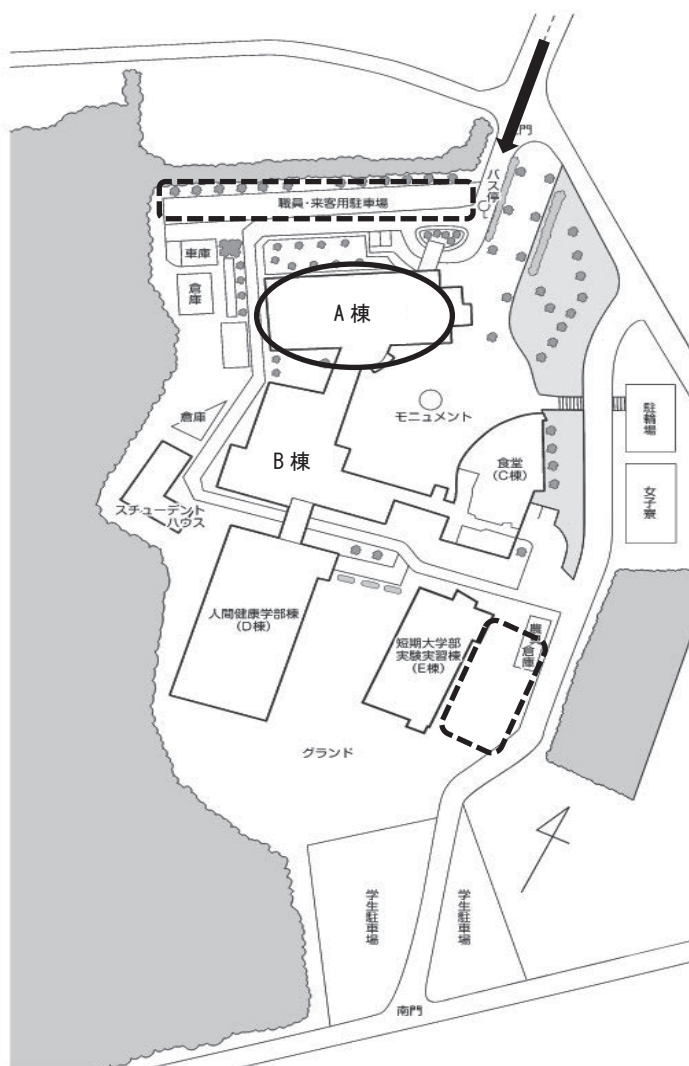 門
バス停
職員・来客用駐車場
車庫
倉庫
A棟
モニュメント
駐輪場
倉庫
B棟
食堂
(C棟)
女子寮
スチューデント
ハウス
人間健康学部棟
(D棟)
短期大学部
実験実習棟
(E棟)
倉庫
グランド
学生駐車場
学生駐車場
南門